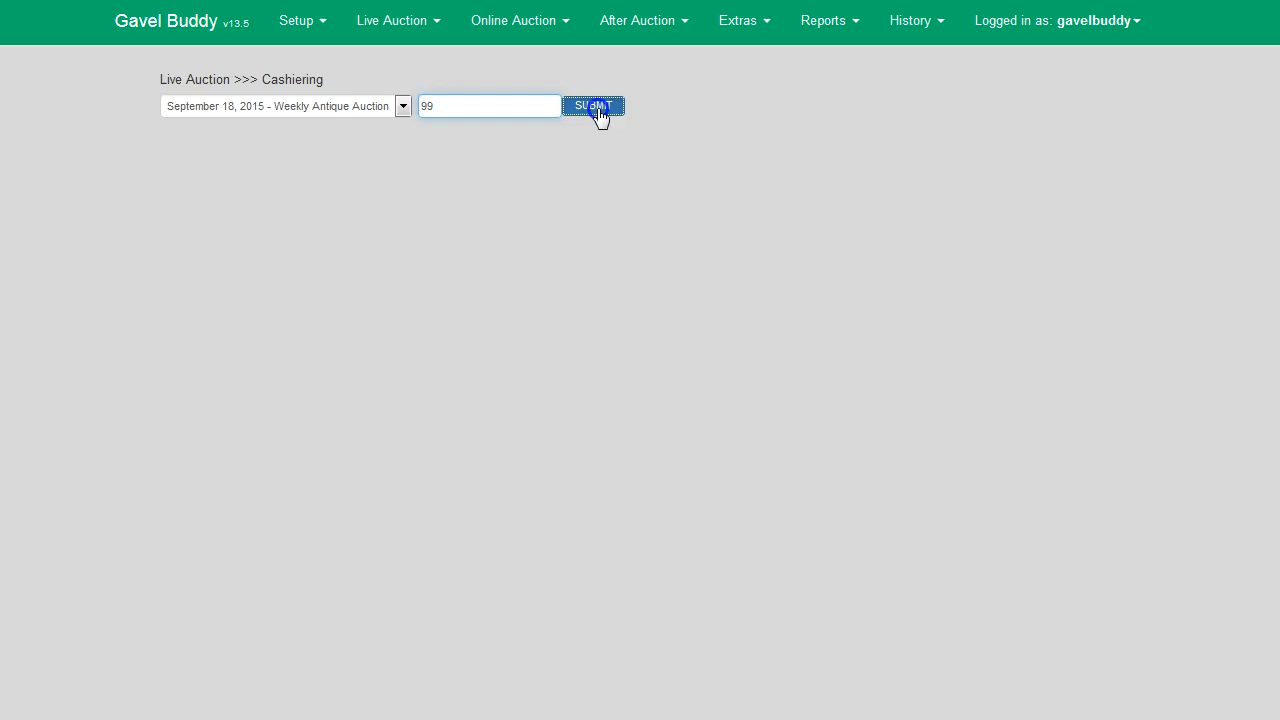 Gavel Buddy v13.5 Setup Live Auction Online Auction After Auction Extras Reports History Logged in as: gavelbuddy
Live Auction >>> Cashiering
September 18, 2015 - Weekly Antique Auction 99 SUBMIT